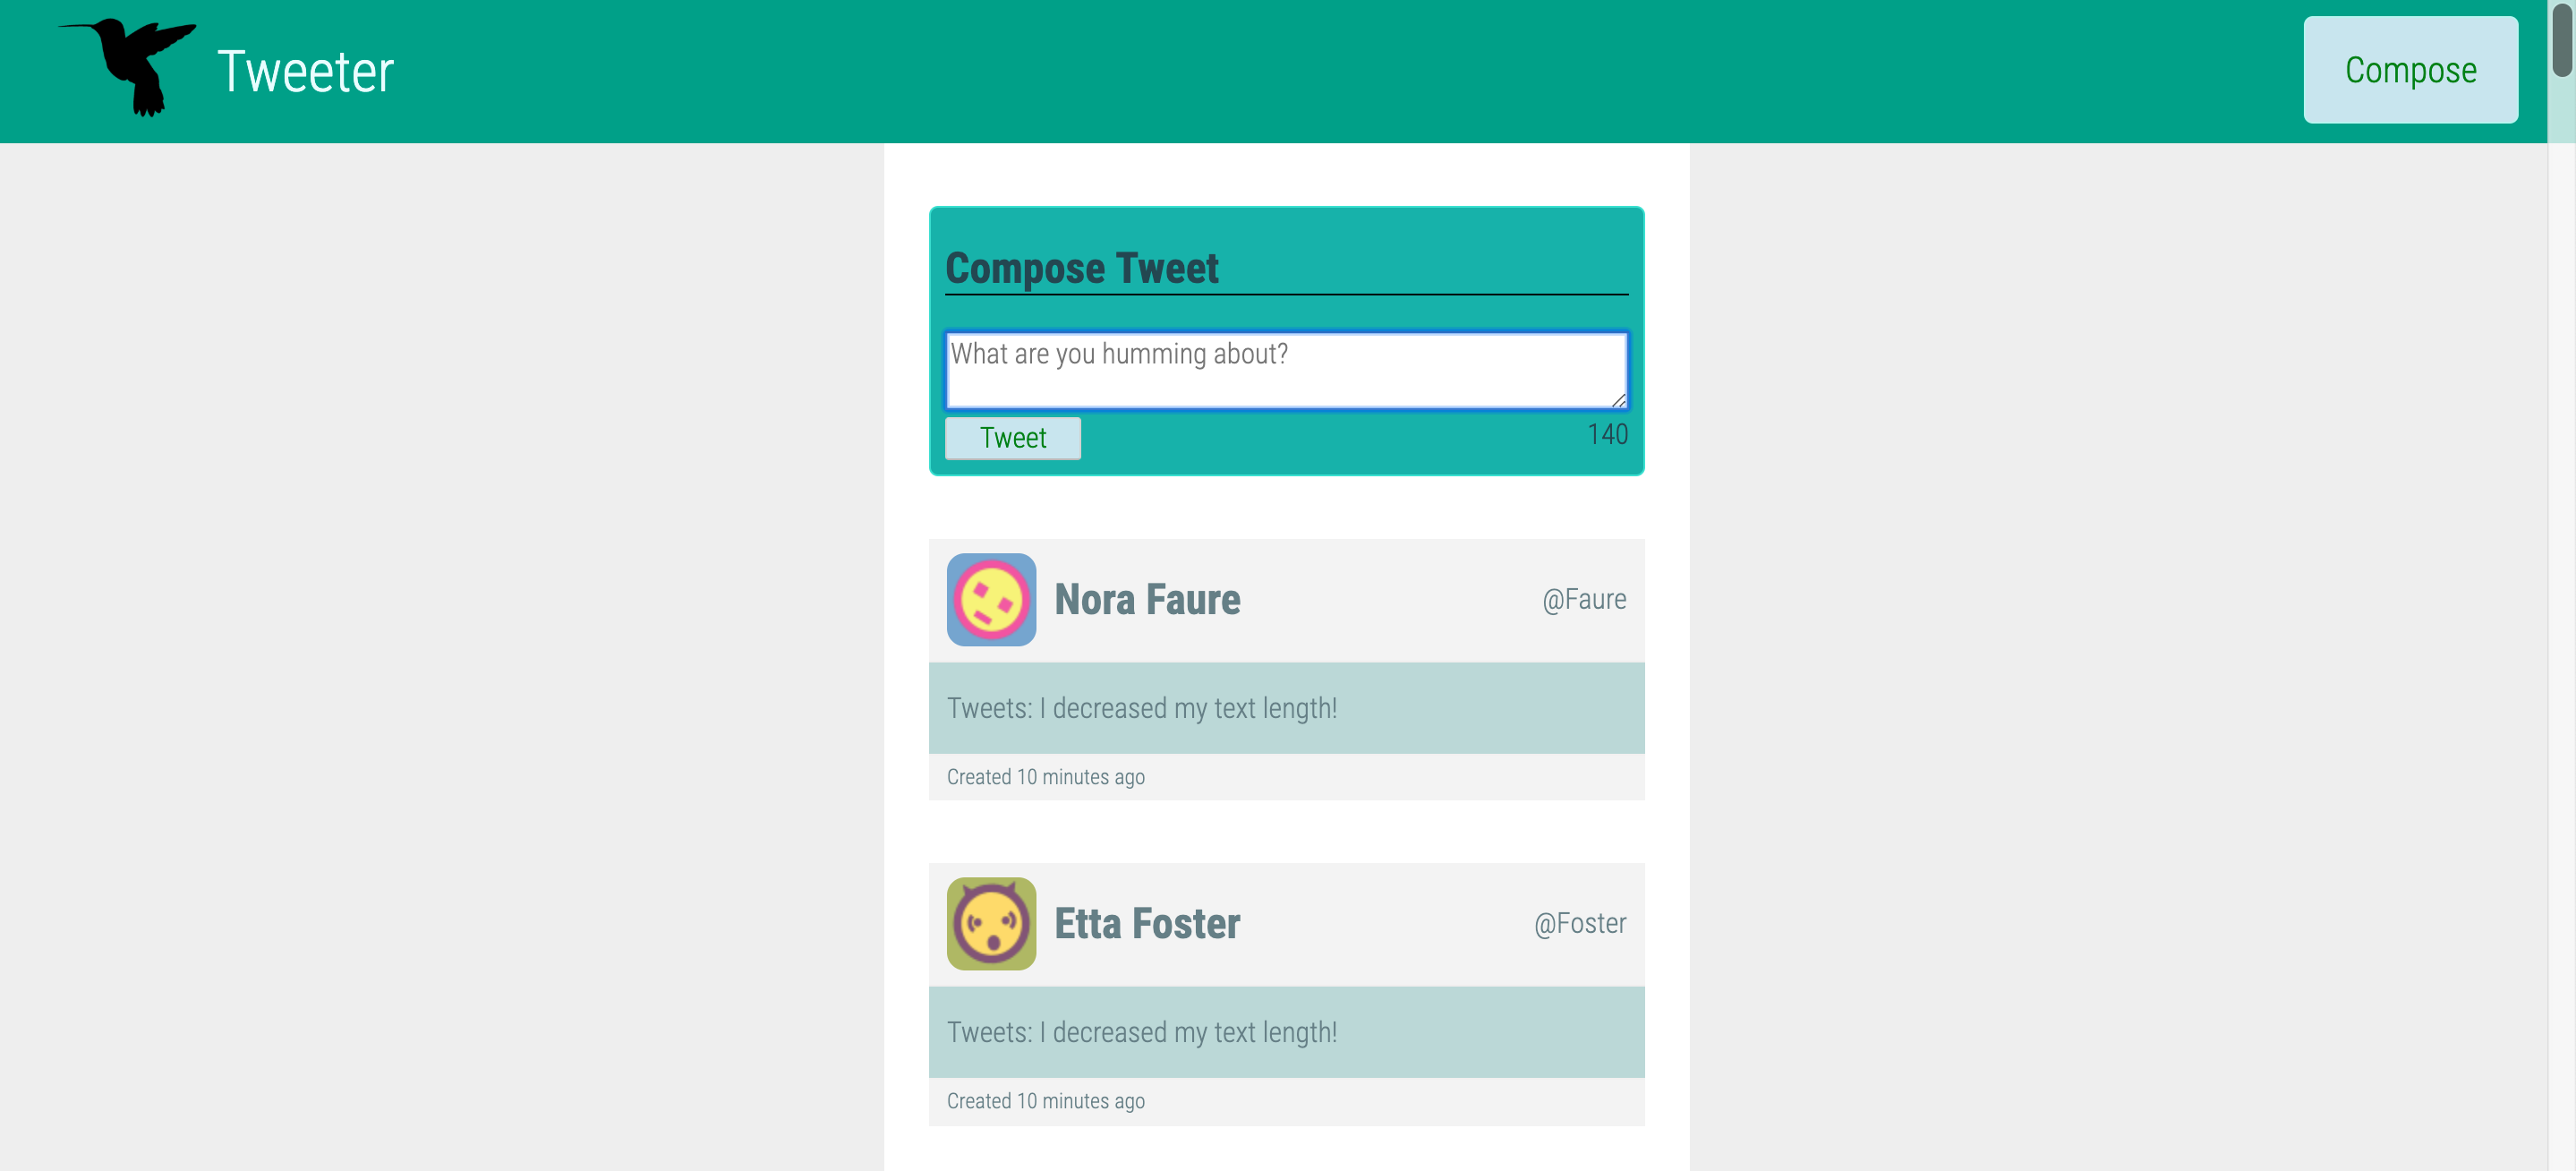 Tweeter
Compose
Compose Tweet
What are you humming about?
Tweet
140
Nora Faure
@Faure
Tweets: I decreased my text length!
Created 10 minutes ago
Etta Foster
@Foster
Tweets: I decreased my text length!
Created 10 minutes ago